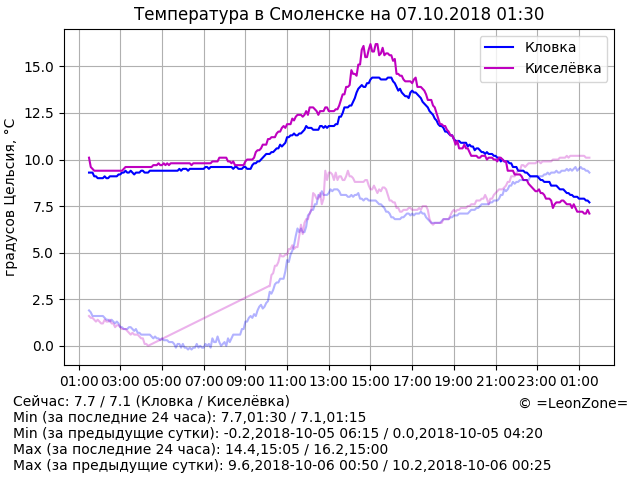 Температура в Смоленске на 07.10.2018 01:30
градусов Цельсия, °C
15.0
12.5
10.0
7.5
5.0
2.5
0.0
Кловка
Киселёвка
01:00 03:00 05:00 07:00 09:00 11:00 13:00 15:00 17:00 19:00 21:00 23:00 01:00
Сейчас: 7.7 / 7.1 (Кловка / Киселёвка)
© =LeonZone=
Min (за последние 24 часа): 7.7,01:30 / 7.1,01:15
Min (за предыдущие сутки): -0.2,2018-10-05 06:15 / 0.0,2018-10-05 04:20
Max (за последние 24 часа): 14.4,15:05 / 16.2,15:00
Max (за предыдущие сутки): 9.6,2018-10-06 00:50 / 10.2,2018-10-06 00:25